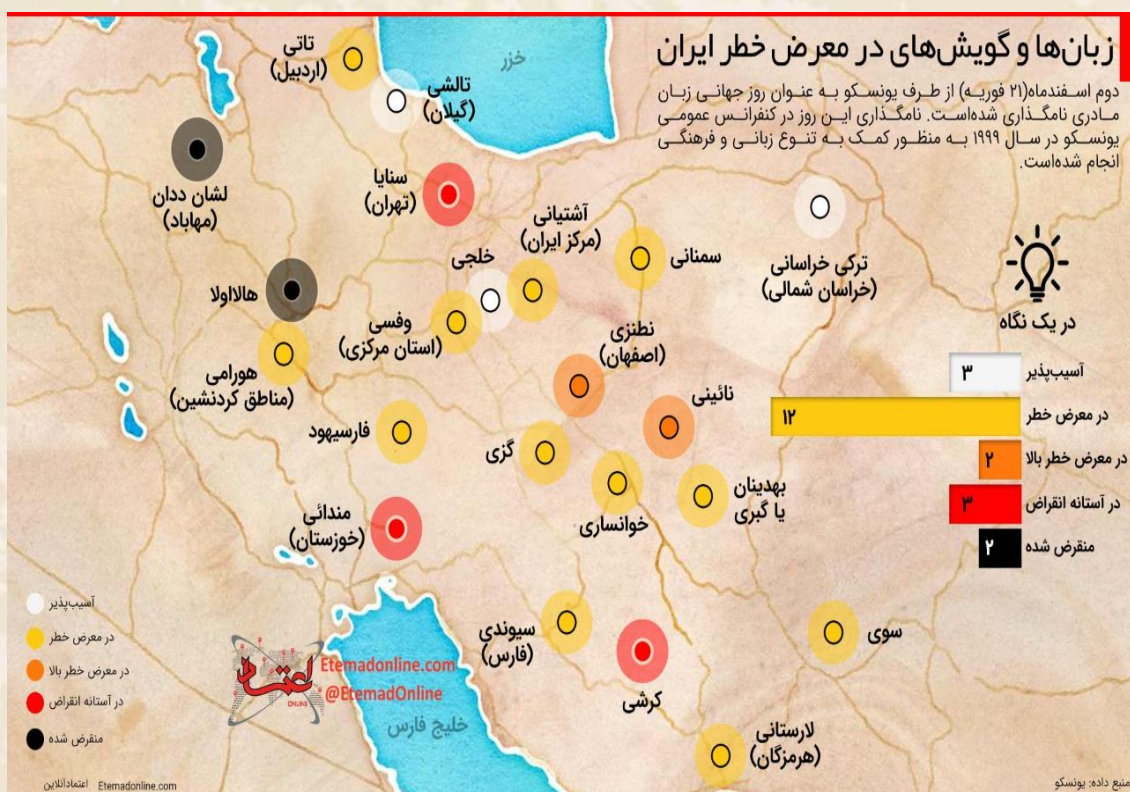 زبان‌ها و گویش‌های در معرض خطر ایران
دوم اسفندماه(۲۱ فوریه) از طرف یونسکو به عنوان روز جهانی زبان
مادری نامگذاری شده‌است. نامگذاری این روز در کنفرانس عمومی
یونسکو در سال ۱۹۹۹ به منظور کمک به تنوع زبانی و فرهنگی
انجام شده‌است.
خزر
تاتی
(اردبیل)
تالشی
(گیلان)
لشان ددان
(مهاباد)
سنایا
(تهران)
آشتیانی
(مرکز ایران)
خلجی
سمنانی
ترکی خراسانی
(خراسان شمالی)
هالااولا
وفسی
(استان مرکزی)
نطنزی
(اصفهان)
هورامی
(مناطق کردنشین)
نائینی
فارسیهود
گزی
خوانساری
بهدینان
یا گبری
مندائی
(خوزستان)
سیوندی
(فارس)
کرشی
سوی
لارستانی
(هرمزگان)
خلیج فارس
در یک نگاه
آسیب‌پذیر ۳
در معرض خطر ۱۲
در معرض خطر بالا ۲
در آستانه انقراض ۳
منقرض شده ۲
آسیب‌پذیر
در معرض خطر
در معرض خطر بالا
در آستانه انقراض
منقرض شده
اعتماد
ONLINE
Etemadonline.com
@EtemadOnline
منبع داده: یونسکو
Etemadonline.com اعتمادآنلاین